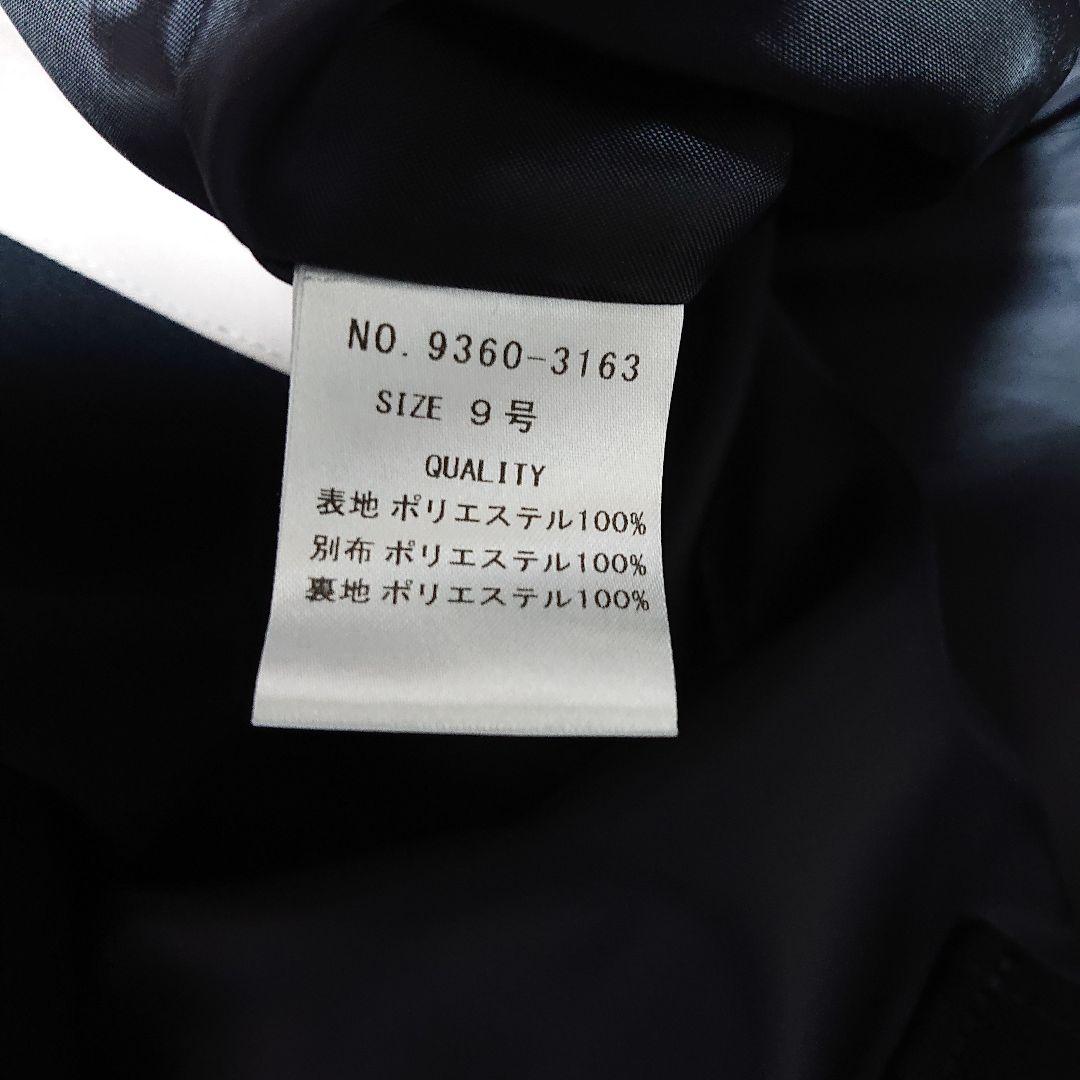 NO. 9360-3163
SIZE 9号
QUALITY
表地 ポリエステル100%
別布 ポリエステル100%
裏地 ポリエステル100%